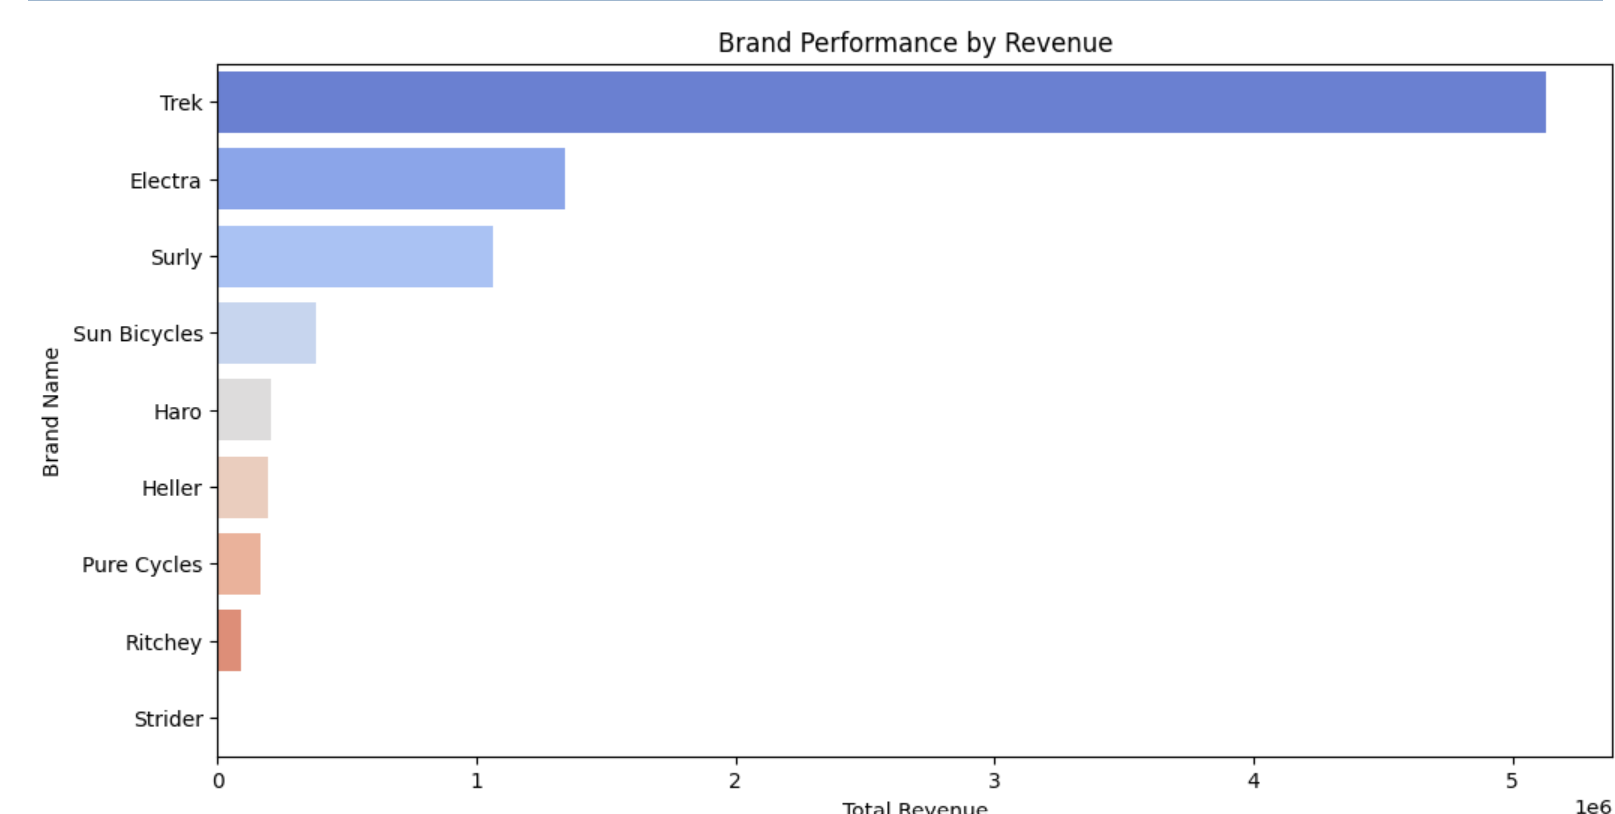 Brand Performance by Revenue
Trek
Electra
Surly
Sun Bicycles
Haro
Heller
Pure Cycles
Ritchey
Strider
Brand Name
0 1 2 3 4 5
1e6
Total Revenue